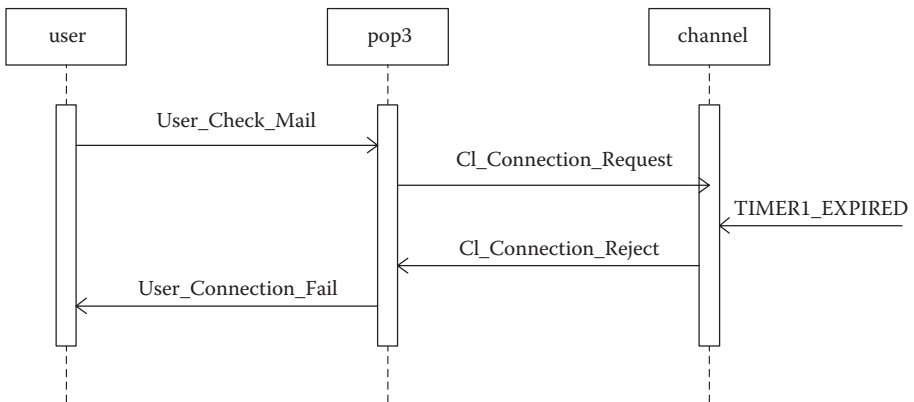 user
pop3
channel
User_Check_Mail
Cl_Connection_Request
TIMER1_EXPIRED
Cl_Connection_Reject
User_Connection_Fail